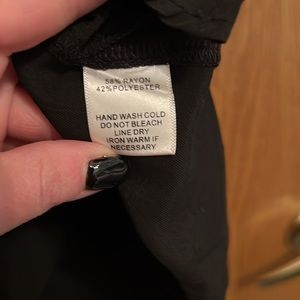 58% RAYON
42%POLYESTER
HAND WASH COLD
DO NOT BLEACH
LINE DRY
IRON WARM IF
NECESSARY